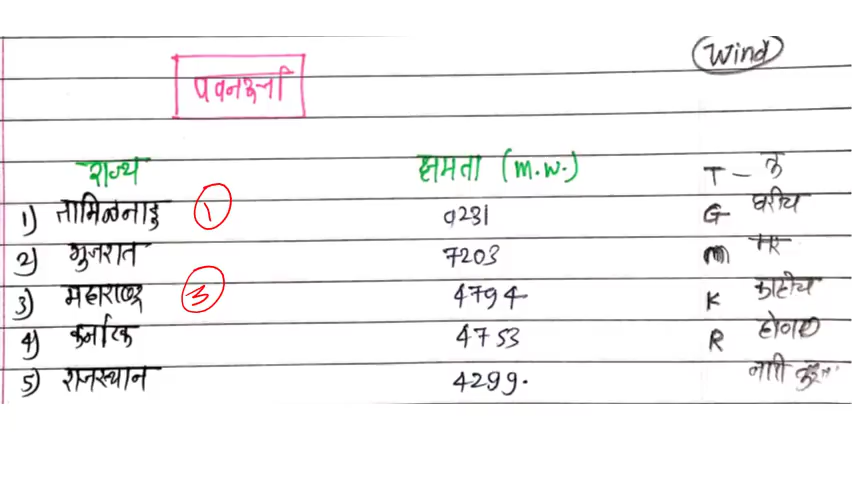 Wind
पवनऊर्जा
राज्य क्षमता (M.W.) T –
1) तामिळनाडु 1 9231 G घरीच
2) गुजरात 7203 M
3) महाराष्ट्र 3 4794 K काहीच
4) कर्नाटक 4753 R होणार
5) राजस्थान 4299. नाही